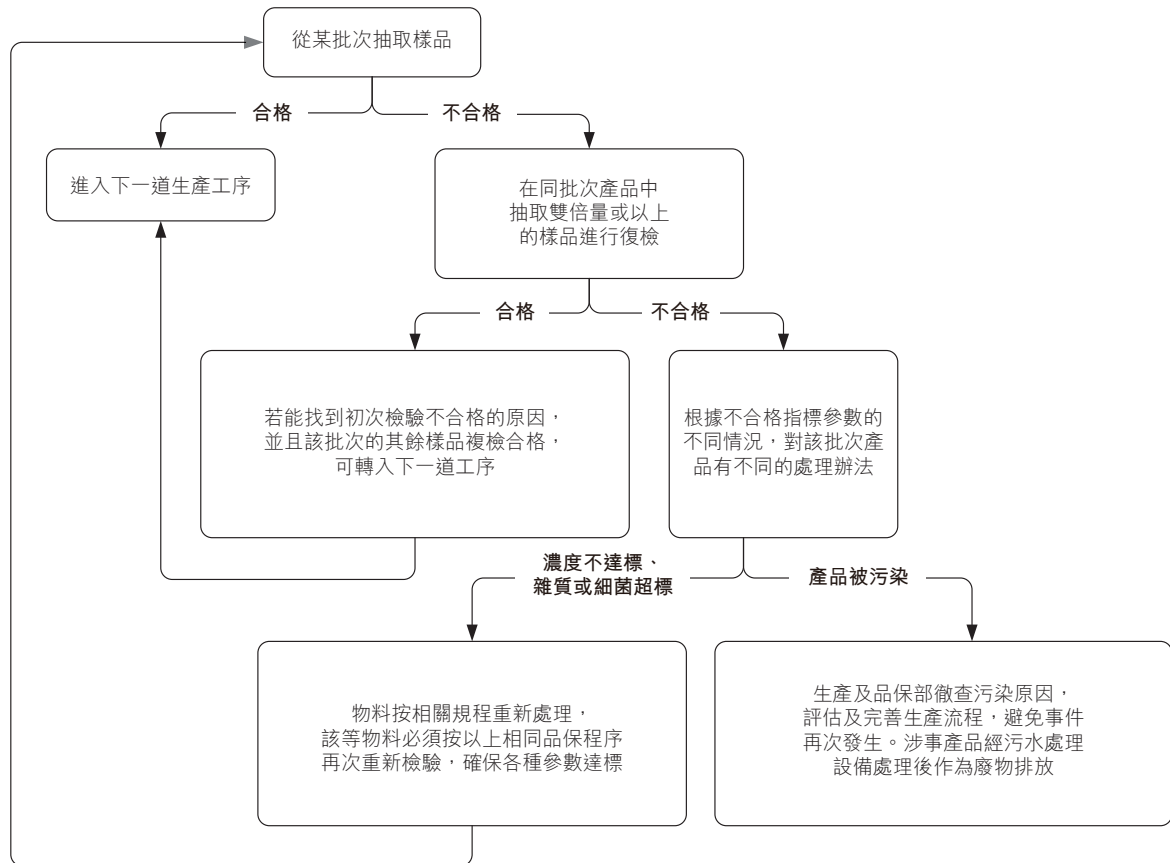 從某批次抽取樣品
合格
不合格
進入下一道生產工序
在同批次產品中
抽取雙倍量或以上
的樣品進行復檢
合格
不合格
若能找到初次檢驗不合格的原因，
並且該批次的其餘樣品複檢合格，
可轉入下一道工序
根據不合格指標參數的
不同情況，對該批次產
品有不同的處理辦法
濃度不達標、
雜質或細菌超標
產品被污染
物料按相關規程重新處理，
該等物料必須按以上相同品保程序
再次重新檢驗，確保各種參數達標
生產及品保部徹查污染原因，
評估及完善生產流程，避免事件
再次發生。涉事產品經污水處理
設備處理後作為廢物排放